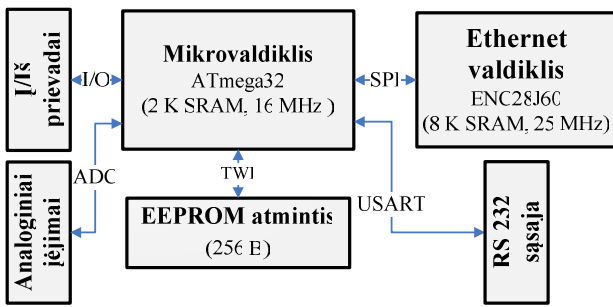 Į/Iš
prievadai
I/O
Mikrovaldiklis
ATmega32
(2 K SRAM, 16 MHz )
SPI
Ethernet
valdiklis
ENC28J60
(8 K SRAM, 25 MHz)
Analoginiai
įėjimai
ADC
TWI
EEPROM atmintis
(256 B)
USART
RS 232
sąsaja